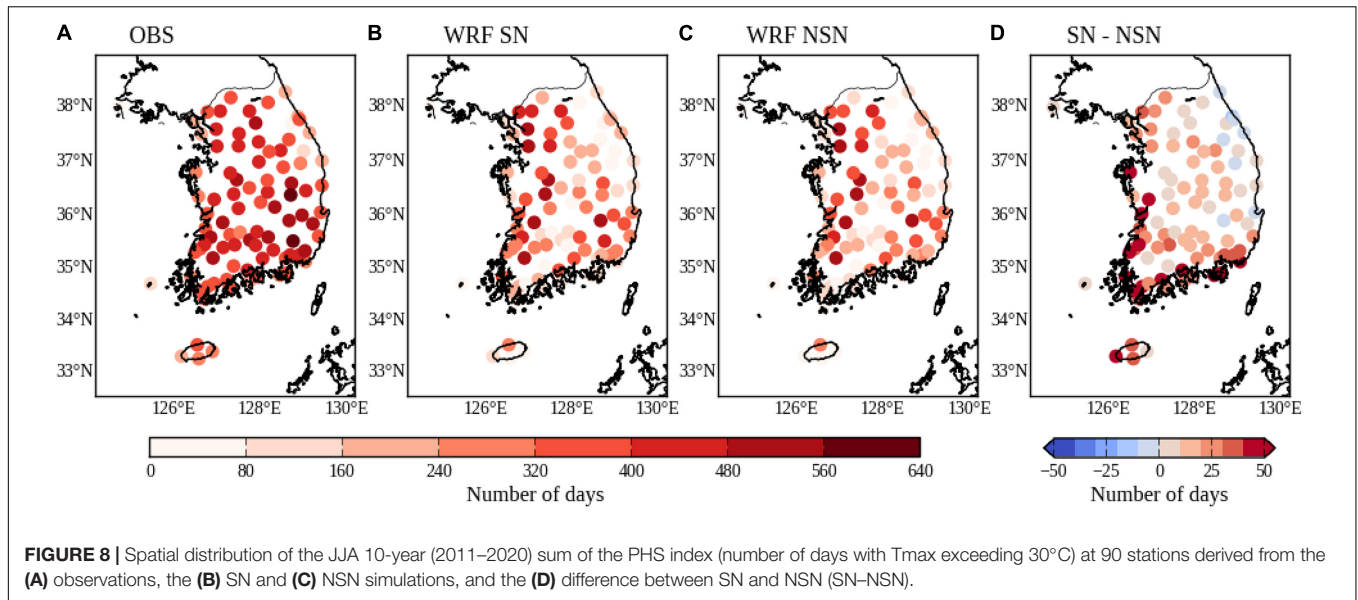 A OBS
B WRF SN
C WRF NSN
D SN - NSN
38°N
37°N
36°N
35°N
34°N
33°N
126°E 128°E 130°E
38°N
37°N
36°N
35°N
34°N
33°N
126°E 128°E 130°E
38°N
37°N
36°N
35°N
34°N
33°N
126°E 128°E 130°E
38°N
37°N
36°N
35°N
34°N
33°N
126°E 128°E 130°E
0 80 160 240 320 400 480 560 640
Number of days
−50 −25 0 25 50
Number of days
FIGURE 8 | Spatial distribution of the JJA 10-year (2011–2020) sum of the PHS index (number of days with Tmax exceeding 30°C) at 90 stations derived from the
(A) observations, the (B) SN and (C) NSN simulations, and the (D) difference between SN and NSN (SN–NSN).